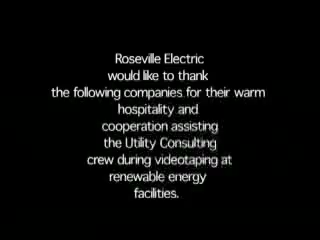 Roseville Electric
would like to thank
the following companies for their warm
hospitality and
cooperation assisting
the Utility Consulting
crew during videotaping at
renewable energy
facilities.